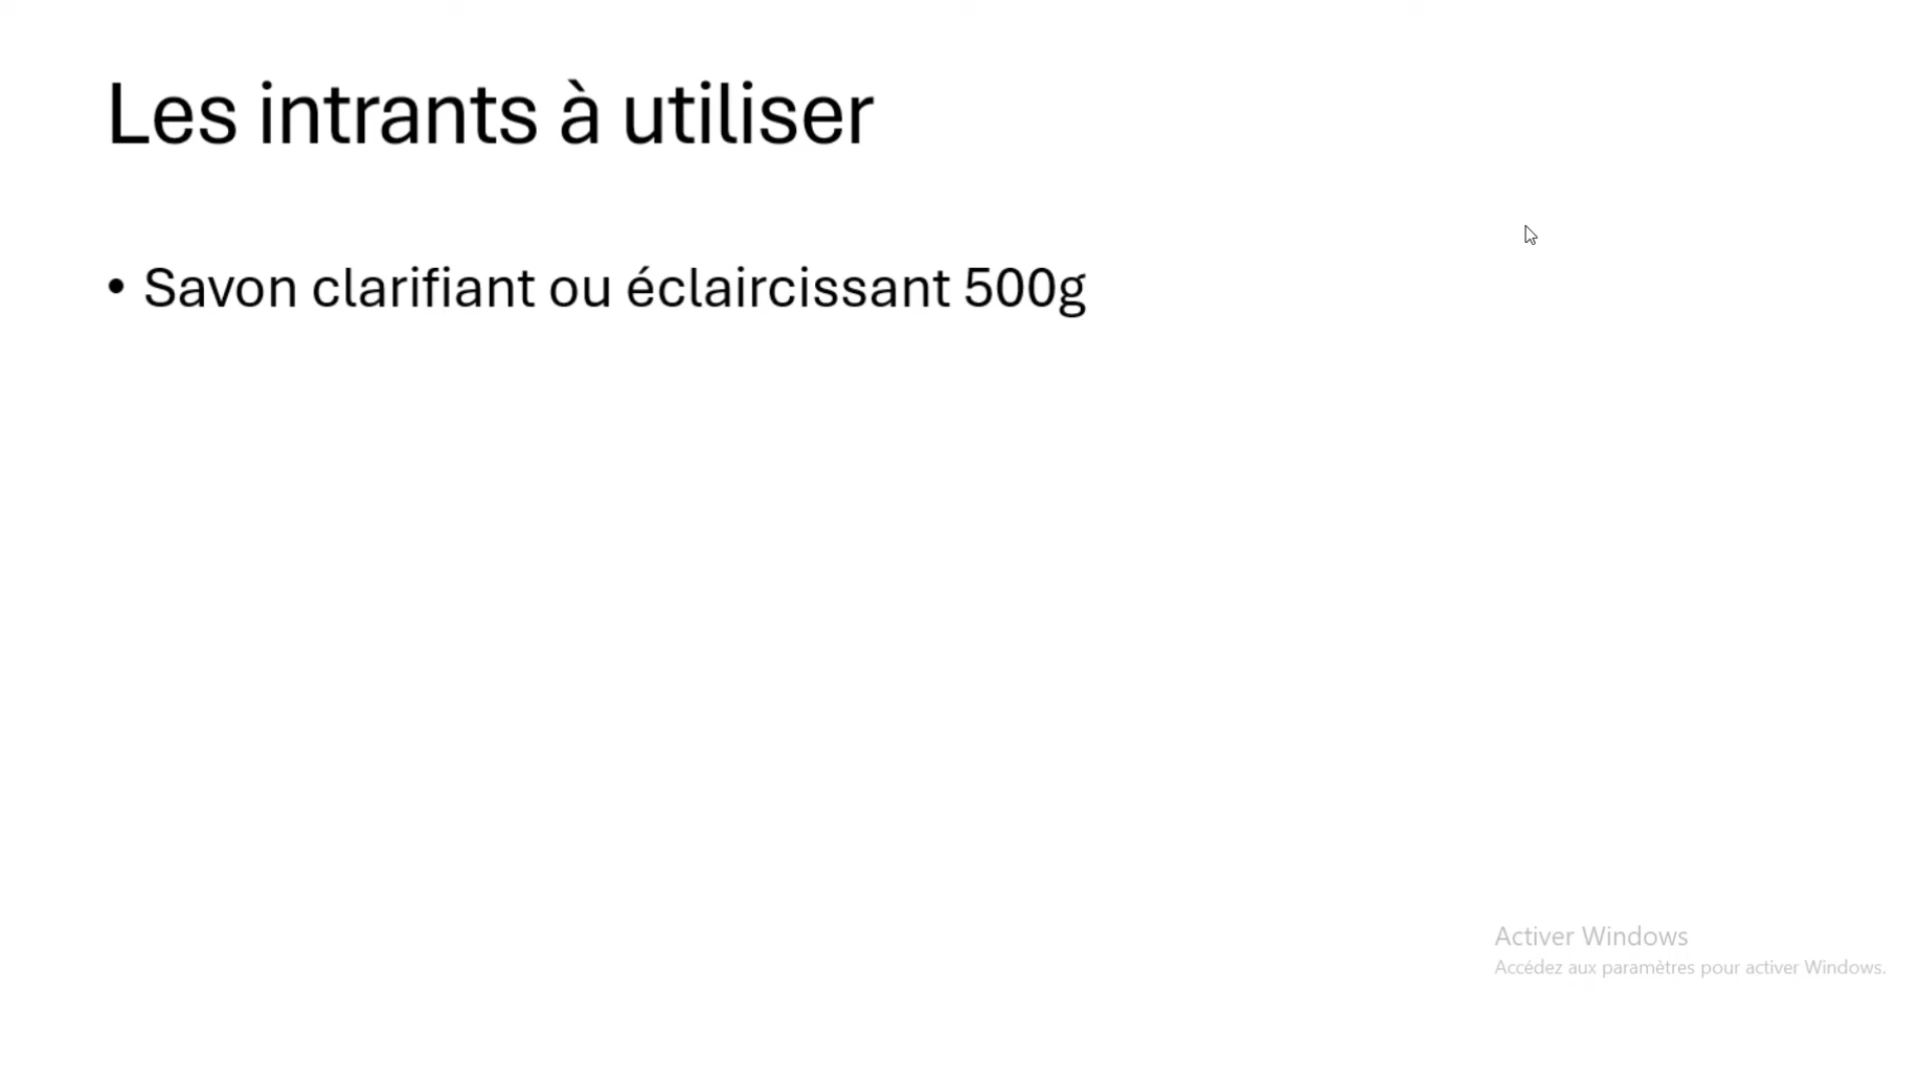 Les intrants à utiliser
• Savon clarifiant ou éclaircissant 500g
Activer Windows
Accédez aux paramètres pour activer Windows.